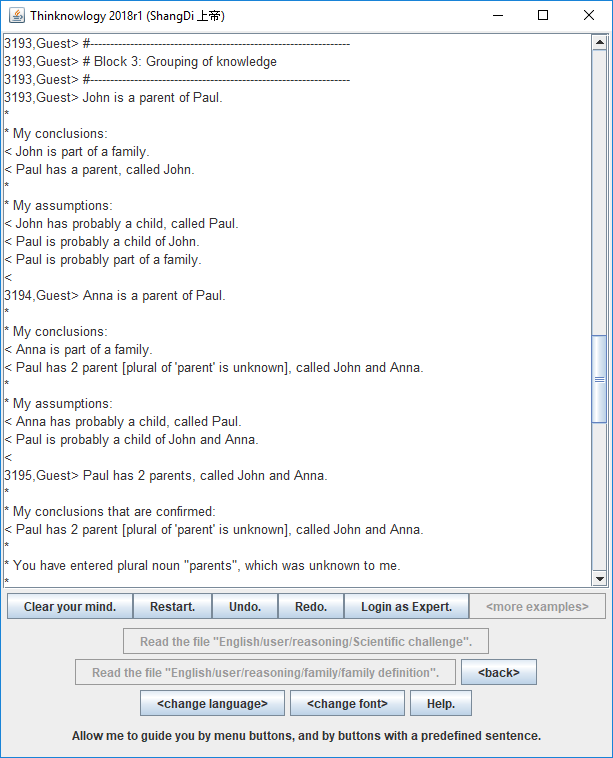 Thinknowlogy 2018r1 (ShangDi 上帝)
3193,Guest> #-----------------------------------------------------------------
3193,Guest> # Block 3: Grouping of knowledge
3193,Guest> #-----------------------------------------------------------------
3193,Guest> John is a parent of Paul.
*
* My conclusions:
< John is part of a family.
< Paul has a parent, called John.
*
* My assumptions:
< John has probably a child, called Paul.
< Paul is probably a child of John.
< Paul is probably part of a family.
<
3194,Guest> Anna is a parent of Paul.
*
* My conclusions:
< Anna is part of a family.
< Paul has 2 parent [plural of 'parent' is unknown], called John and Anna.
*
* My assumptions:
< Anna has probably a child, called Paul.
< Paul is probably a child of John and Anna.
<
3195,Guest> Paul has 2 parents, called John and Anna.
*
* My conclusions that are confirmed:
< Paul has 2 parent [plural of 'parent' is unknown], called John and Anna.
*
* You have entered plural noun "parents", which was unknown to me.
*
Clear your mind. Restart. Undo. Redo. Login as Expert. <more examples>
Read the file "English/user/reasoning/Scientific challenge".
Read the file "English/user/reasoning/family/family definition". <back>
<change language> <change font> Help.
Allow me to guide you by menu buttons, and by buttons with a predefined sentence.